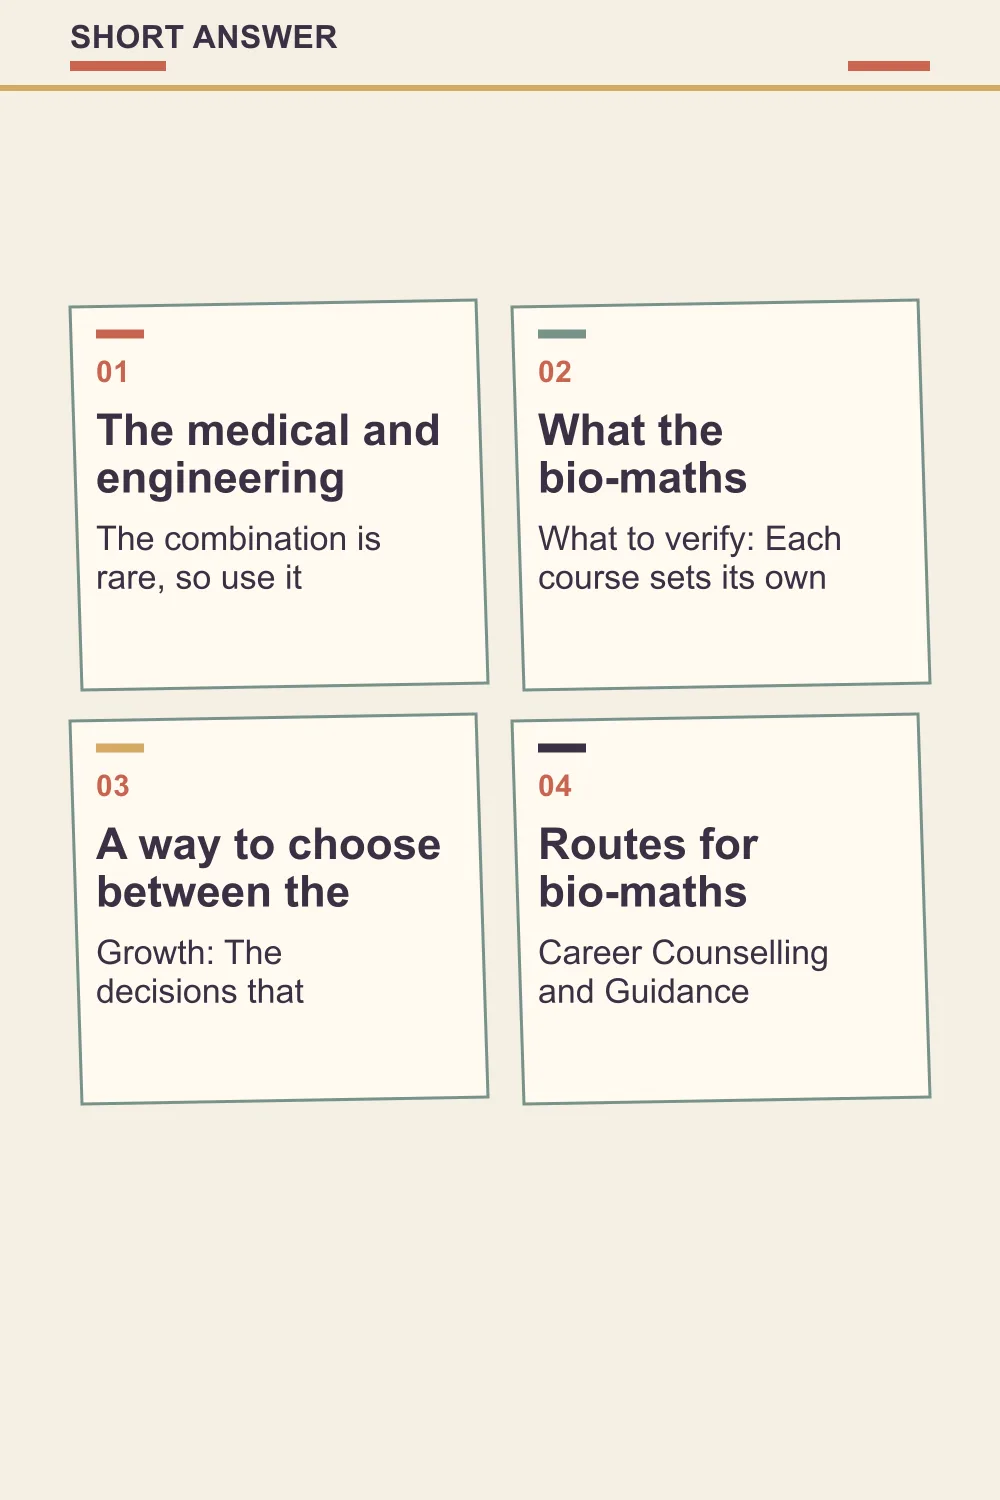 SHORT ANSWER
01
The medical and
engineering
The combination is
rare, so use it
02
What the
bio-maths
What to verify: Each
course sets its own
03
A way to choose
between the
Growth: The
decisions that
04
Routes for
bio-maths
Career Counselling
and Guidance